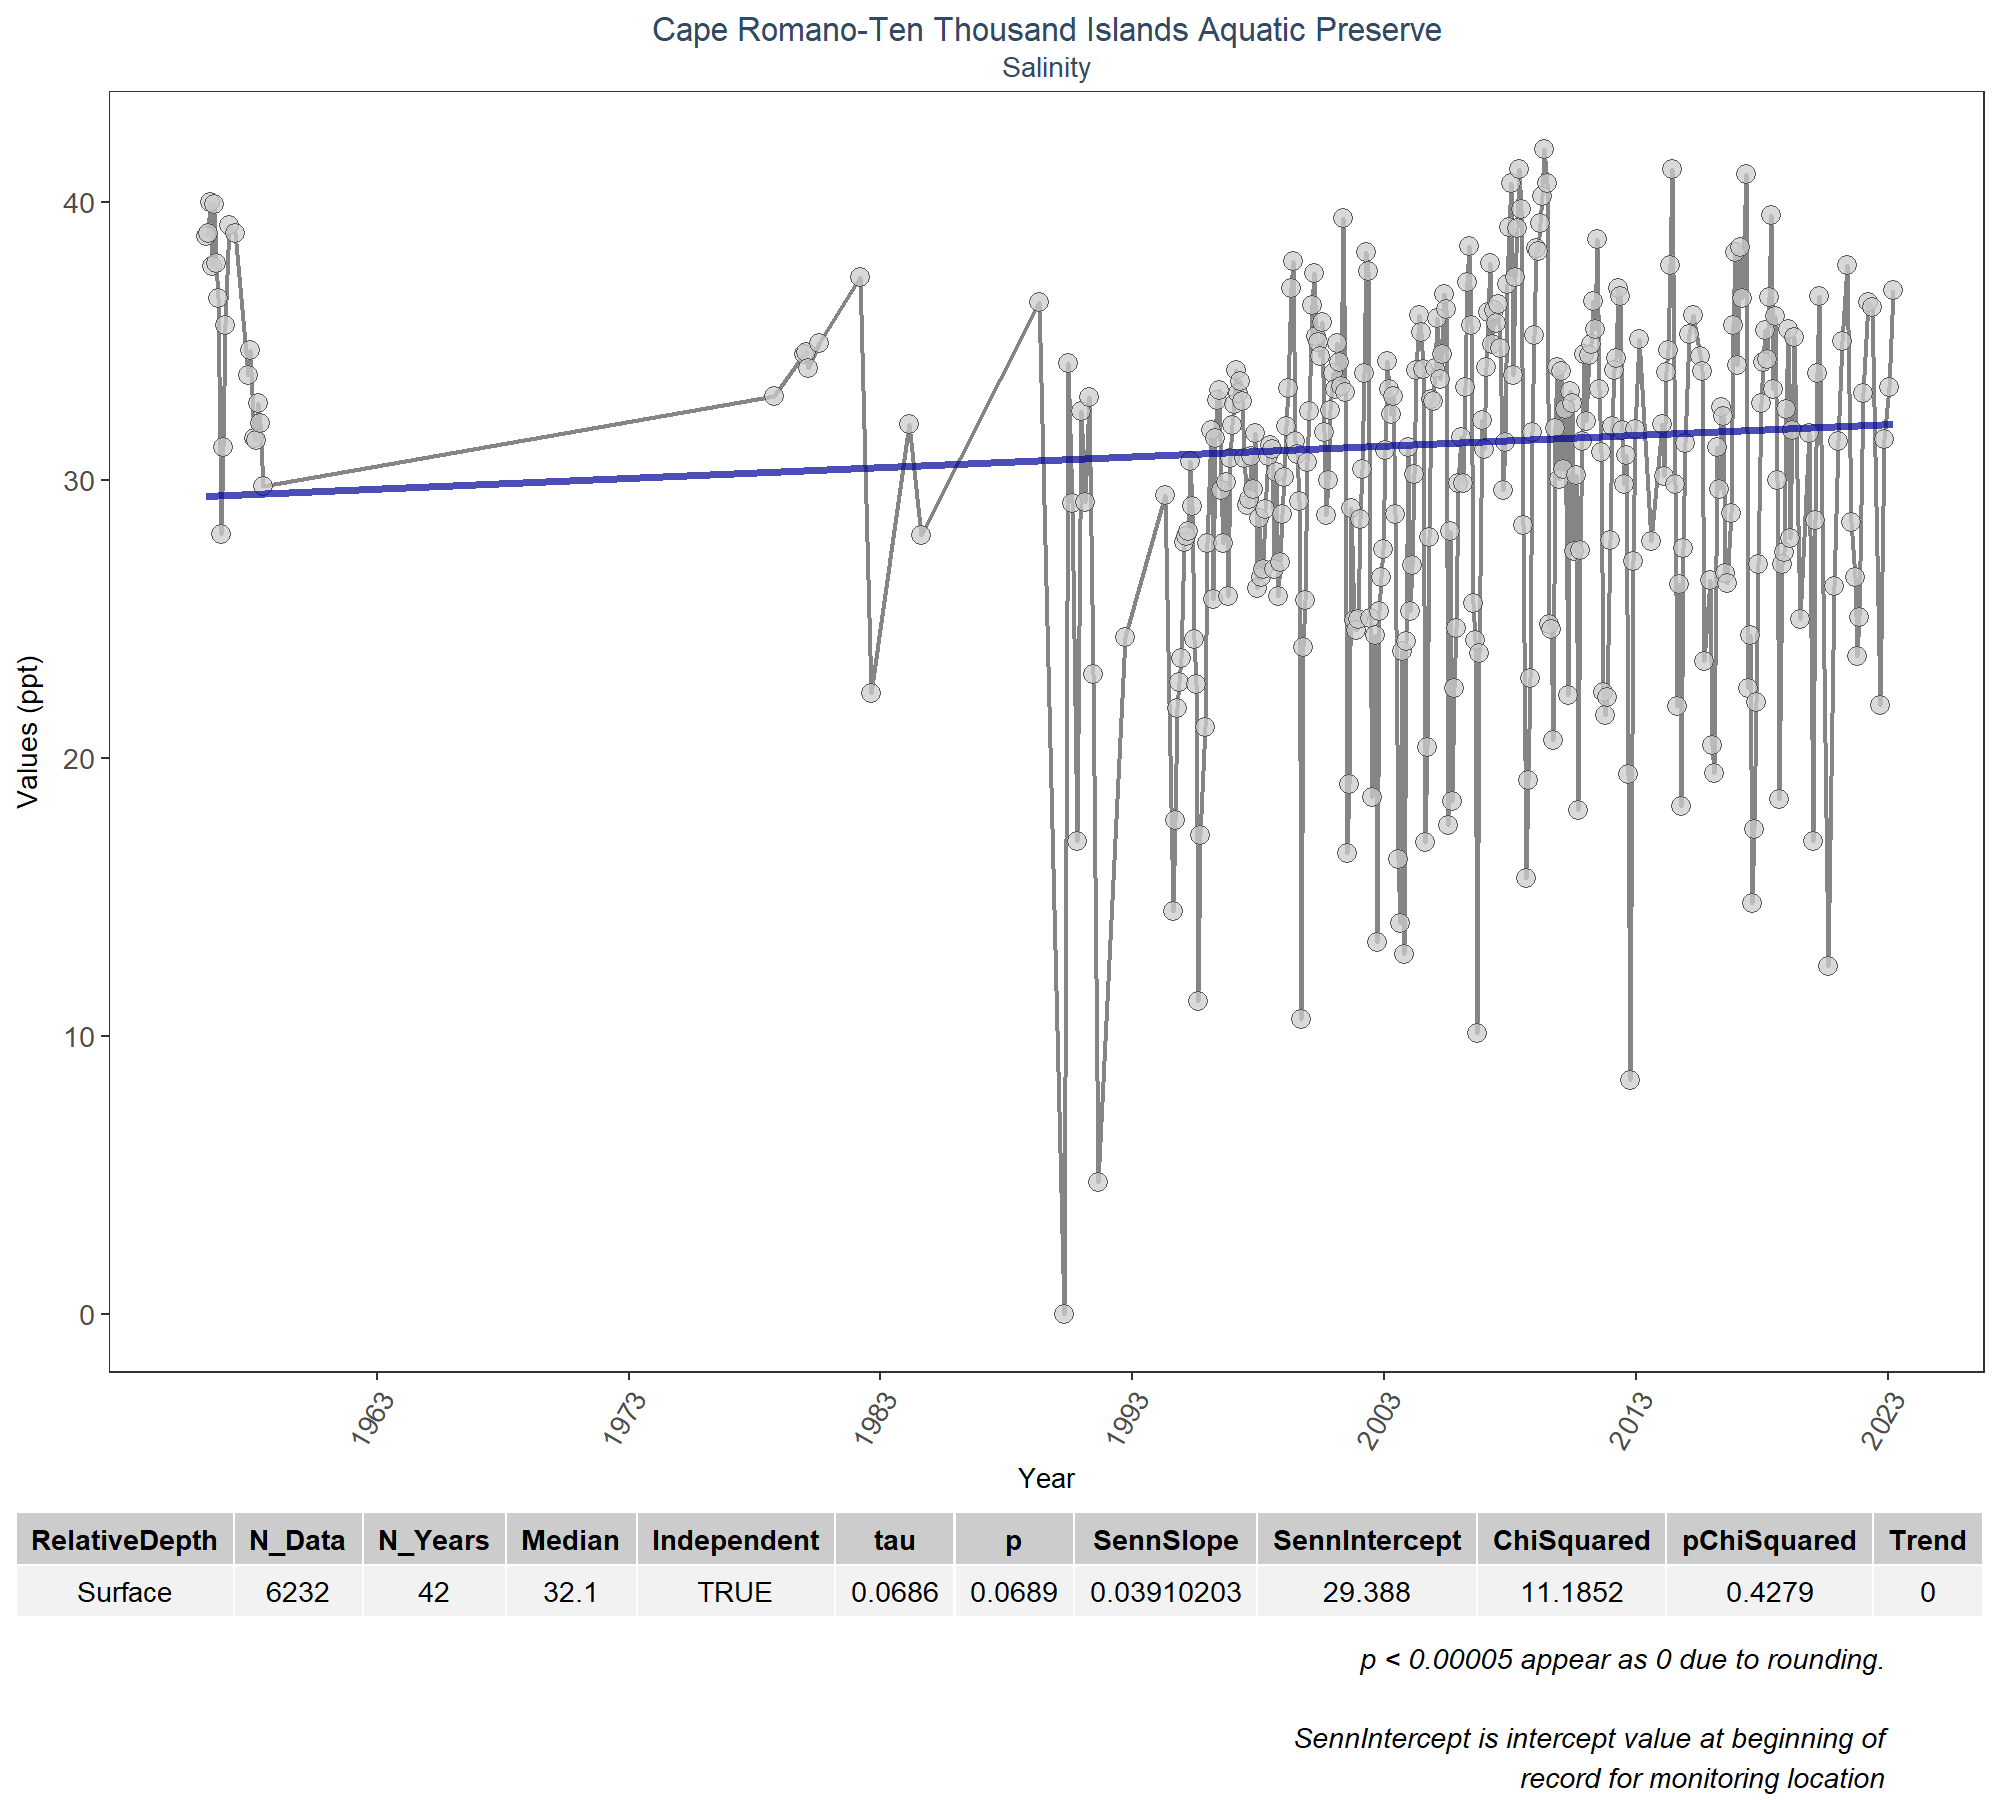 Cape Romano-Ten Thousand Islands Aquatic Preserve
Salinity
Values (ppt)
40
30
20
10
0
1963 1973 1983 1993 2003 2013 2023
Year
RelativeDepth N_Data N_Years Median Independent tau p SennSlope SennIntercept ChiSquared pChiSquared Trend
Surface 6232 42 32.1 TRUE 0.0686 0.0689 0.03910203 29.388 11.1852 0.4279 0
p < 0.00005 appear as 0 due to rounding.
SennIntercept is intercept value at beginning of
record for monitoring location